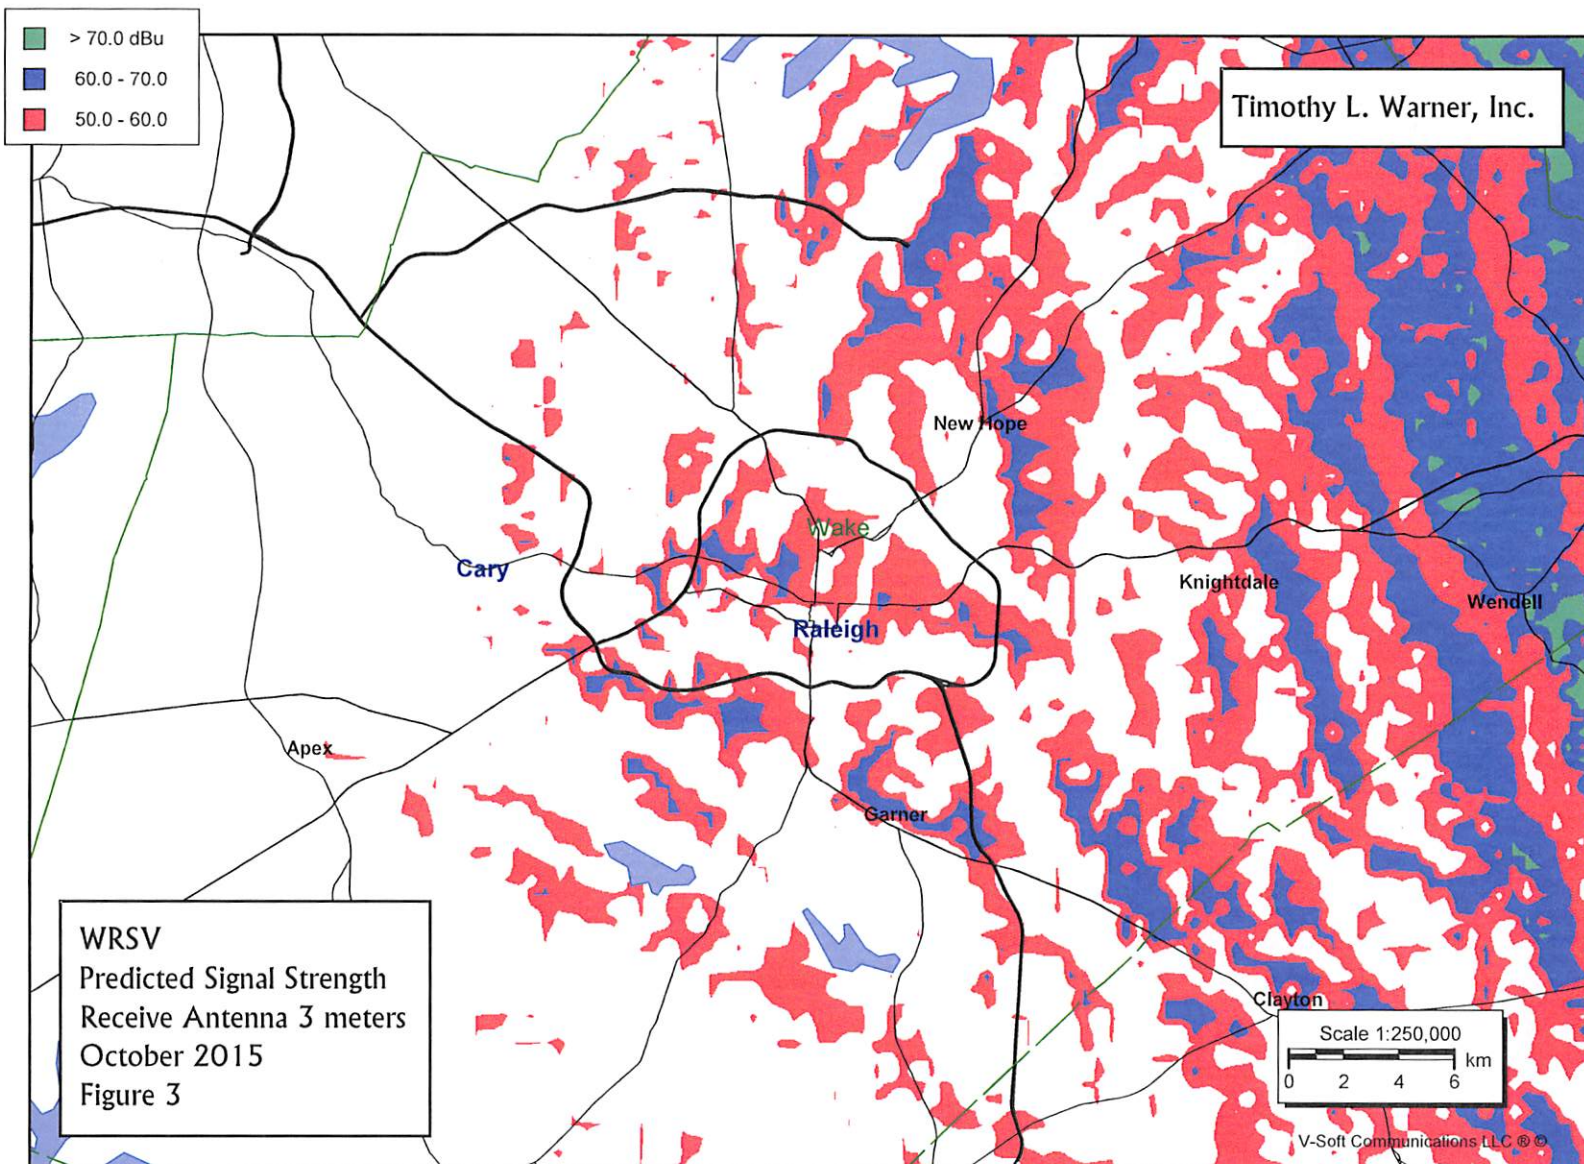 > 70.0 dBu
60.0 - 70.0
50.0 - 60.0
Timothy L. Warner, Inc.
New Hope
Wake
Cary
Knightdale
Wendell
Raleigh
Apex
Garner
WRSV
Predicted Signal Strength
Receive Antenna 3 meters
October 2015
Figure 3
Clayton
Scale 1:250,000
km
0 2 4 6
V-Soft Communications LLC ® ©